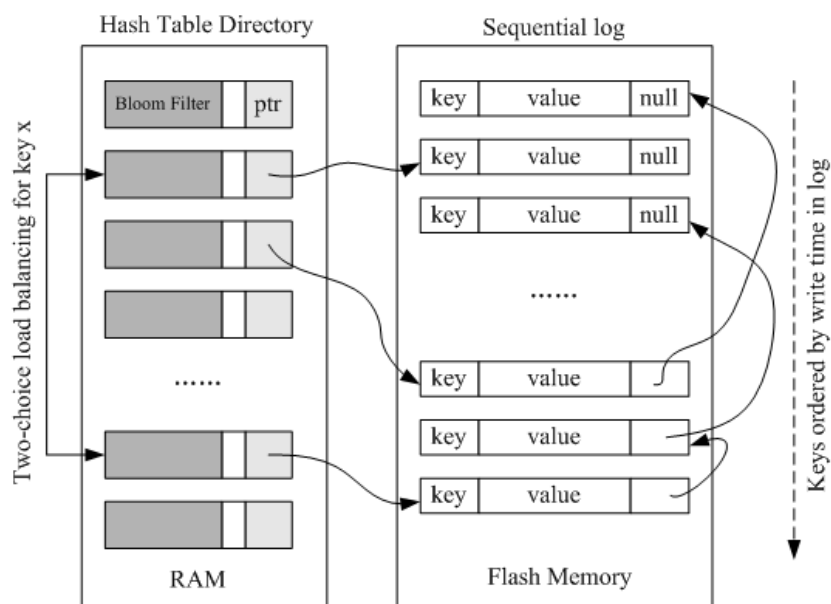 Hash Table Directory
Sequential log
Bloom Filter ptr
key value null
key value null
key value null
......
......
key value
key value
key value
RAM
Flash Memory
Two-choice load balancing for key x
Keys ordered by write time in log